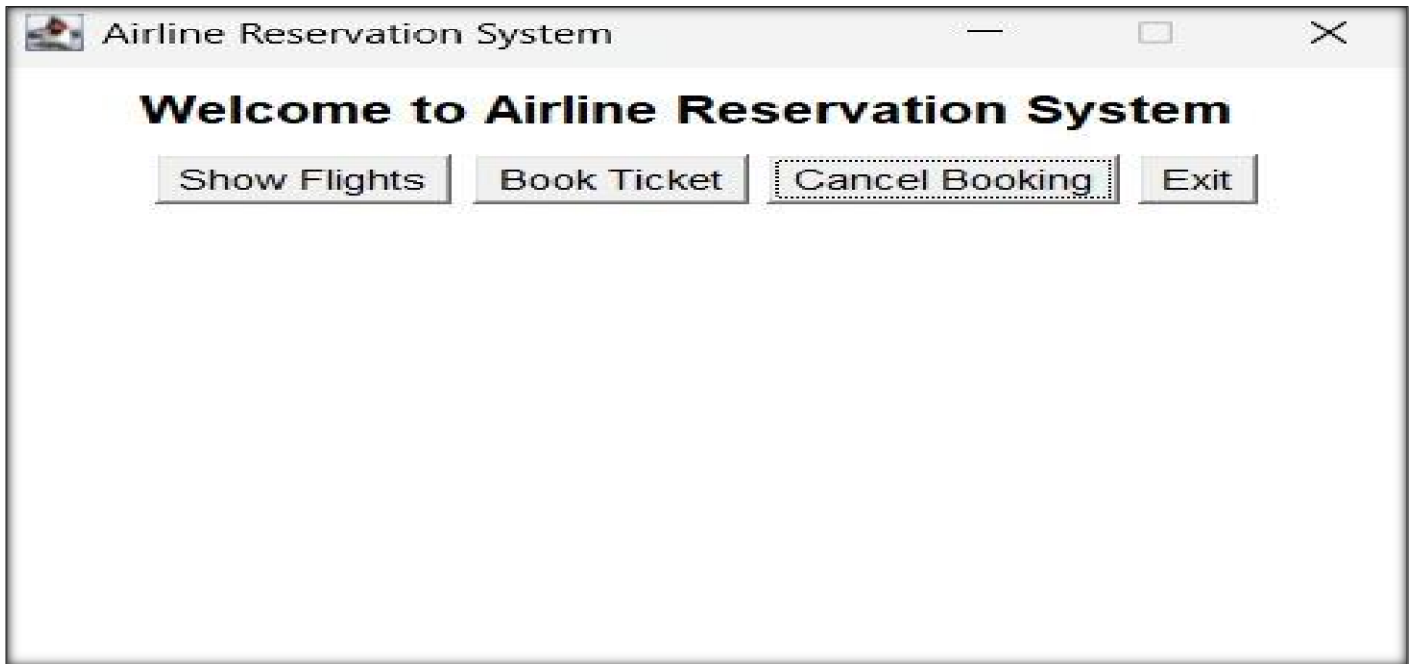 Airline Reservation System
Welcome to Airline Reservation System
Show Flights Book Ticket Cancel Booking Exit